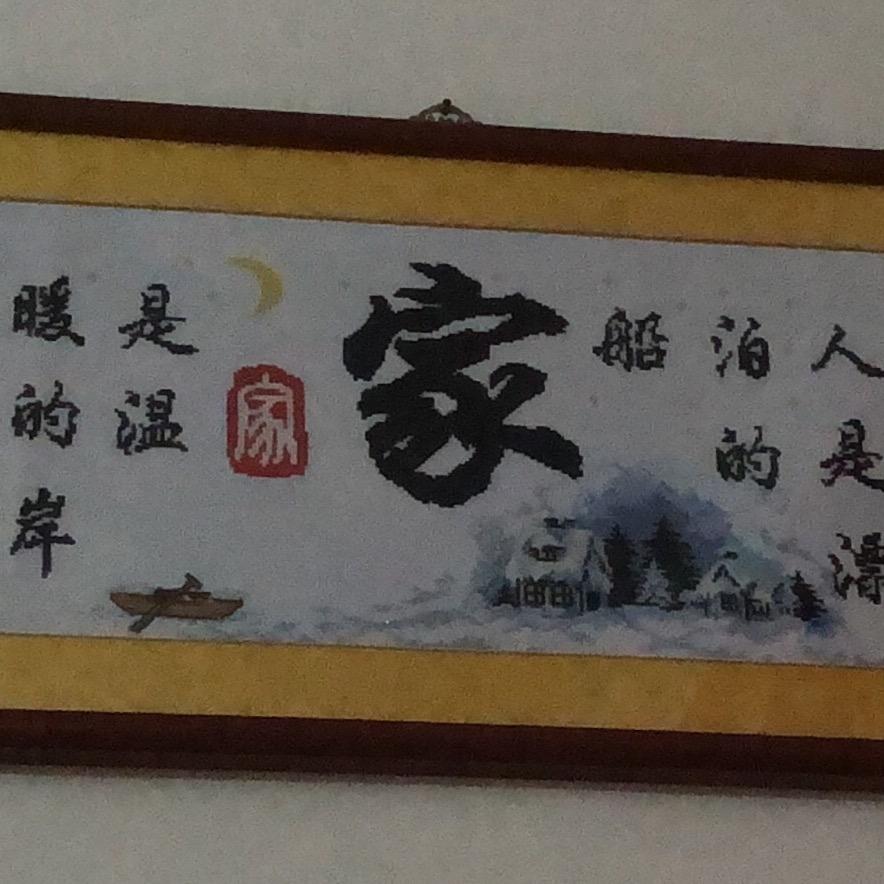 人是漂
泊的
船
家
家
是温
暖的岸